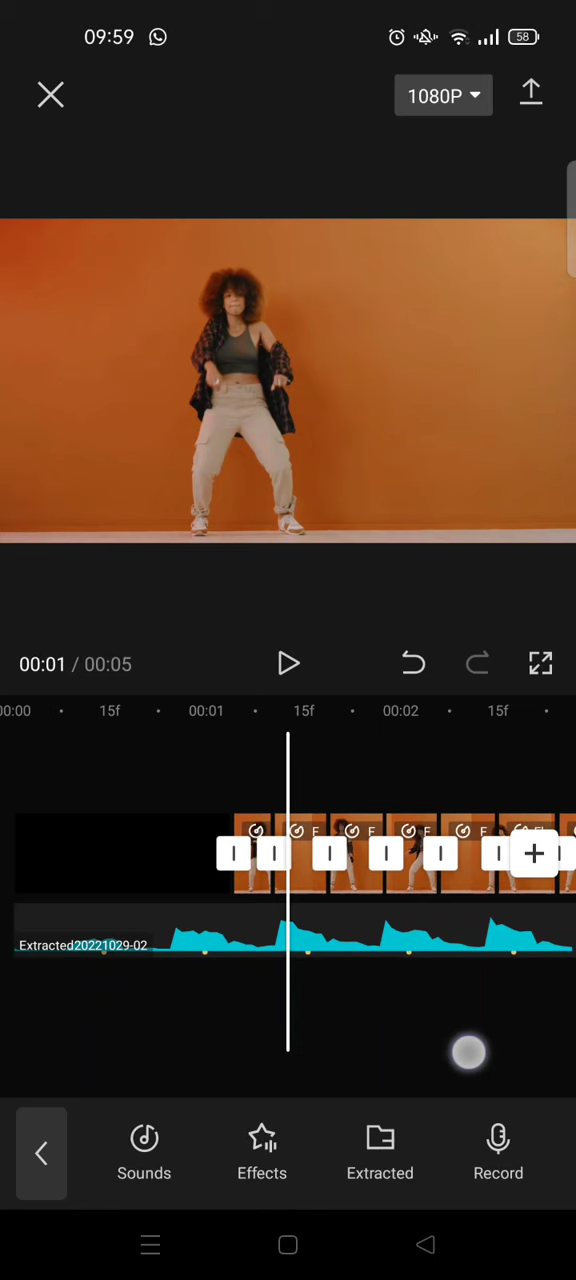 09:59
58
1080P
00:01 / 00:05
00:00 15f 00:01 15f 00:02 15f
F F F F
Extracted20221029-02
Sounds Effects Extracted Record